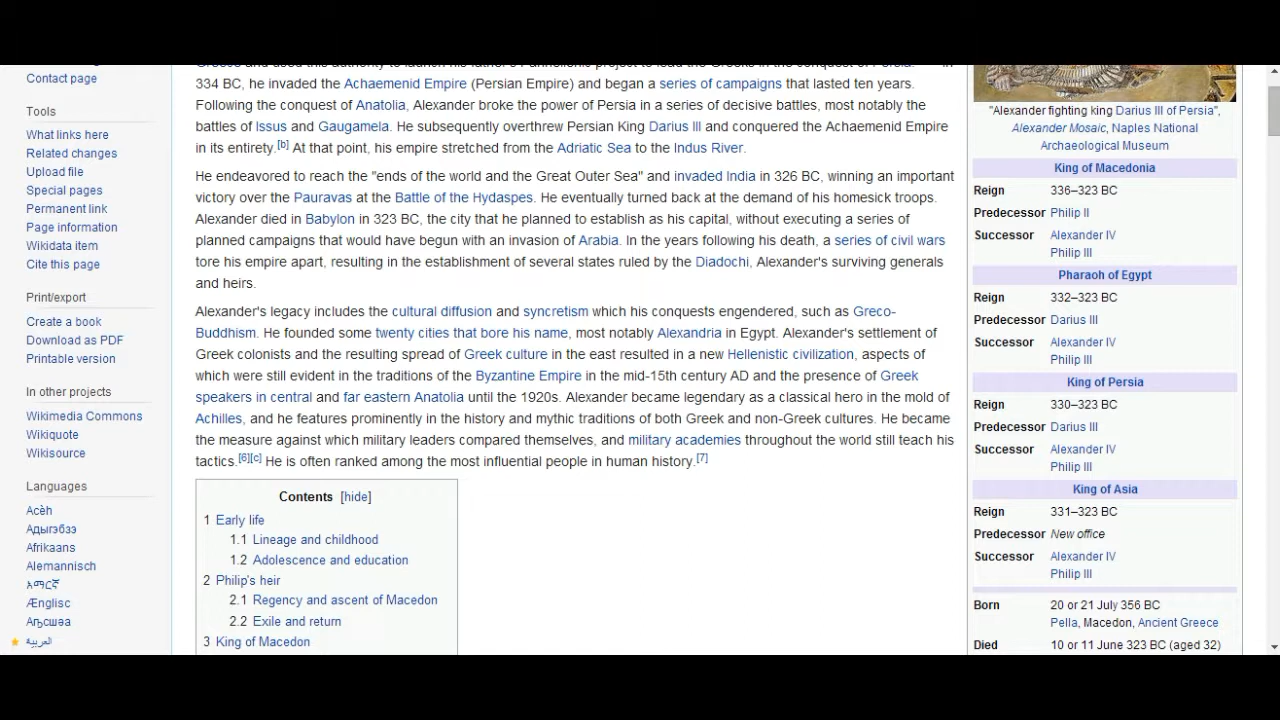 Contact page
Tools
What links here
Related changes
Upload file
Special pages
Permanent link
Page information
Wikidata item
Cite this page
Print/export
Create a book
Download as PDF
Printable version
In other projects
Wikimedia Commons
Wikiquote
Wikisource
Languages
Acèh
Адыгэбзэ
Afrikaans
Alemannisch
አማርኛ
Ænglisc
Аҧсшәа
العربية
334 BC, he invaded the Achaemenid Empire (Persian Empire) and began a series of campaigns that lasted ten years.
Following the conquest of Anatolia, Alexander broke the power of Persia in a series of decisive battles, most notably the
battles of Issus and Gaugamela. He subsequently overthrew Persian King Darius III and conquered the Achaemenid Empire
in its entirety.[b] At that point, his empire stretched from the Adriatic Sea to the Indus River.
He endeavored to reach the "ends of the world and the Great Outer Sea" and invaded India in 326 BC, winning an important
victory over the Pauravas at the Battle of the Hydaspes. He eventually turned back at the demand of his homesick troops.
Alexander died in Babylon in 323 BC, the city that he planned to establish as his capital, without executing a series of
planned campaigns that would have begun with an invasion of Arabia. In the years following his death, a series of civil wars
tore his empire apart, resulting in the establishment of several states ruled by the Diadochi, Alexander's surviving generals
and heirs.
Alexander's legacy includes the cultural diffusion and syncretism which his conquests engendered, such as Greco-
Buddhism. He founded some twenty cities that bore his name, most notably Alexandria in Egypt. Alexander's settlement of
Greek colonists and the resulting spread of Greek culture in the east resulted in a new Hellenistic civilization, aspects of
which were still evident in the traditions of the Byzantine Empire in the mid-15th century AD and the presence of Greek
speakers in central and far eastern Anatolia until the 1920s. Alexander became legendary as a classical hero in the mold of
Achilles, and he features prominently in the history and mythic traditions of both Greek and non-Greek cultures. He became
the measure against which military leaders compared themselves, and military academies throughout the world still teach his
tactics.[6][c] He is often ranked among the most influential people in human history.[7]
Contents [hide]
1 Early life
1.1 Lineage and childhood
1.2 Adolescence and education
2 Philip's heir
2.1 Regency and ascent of Macedon
2.2 Exile and return
3 King of Macedon
"Alexander fighting king Darius III of Persia",
Alexander Mosaic, Naples National
Archaeological Museum
King of Macedonia
Reign 336–323 BC
Predecessor Philip II
Successor Alexander IV
Philip III
Pharaoh of Egypt
Reign 332–323 BC
Predecessor Darius III
Successor Alexander IV
Philip III
King of Persia
Reign 330–323 BC
Predecessor Darius III
Successor Alexander IV
Philip III
King of Asia
Reign 331–323 BC
Predecessor New office
Successor Alexander IV
Philip III
Born 20 or 21 July 356 BC
Pella, Macedon, Ancient Greece
Died 10 or 11 June 323 BC (aged 32)